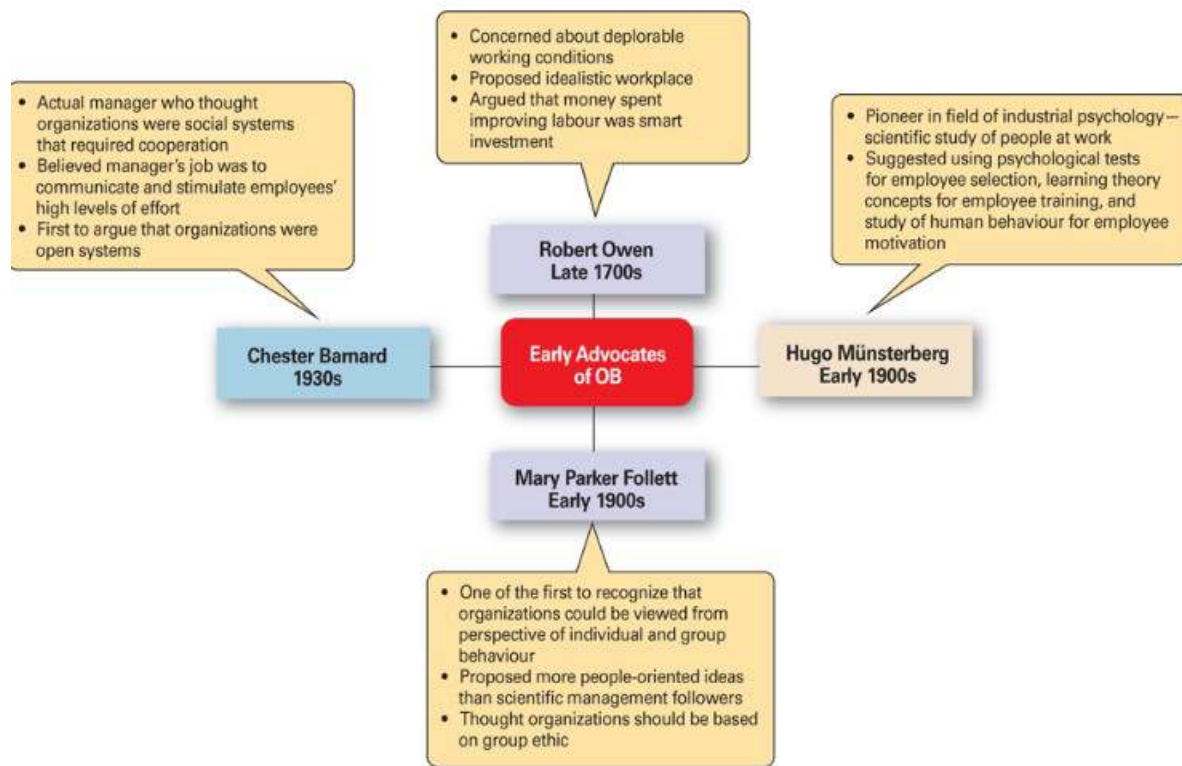 • Concerned about deplorable
working conditions
• Proposed idealistic workplace
• Argued that money spent
improving labour was smart
investment
• Actual manager who thought
organizations were social systems
that required cooperation
• Believed manager's job was to
communicate and stimulate employees'
high levels of effort
• First to argue that organizations were
open systems
• Pioneer in field of industrial psychology—
scientific study of people at work
• Suggested using psychological tests
for employee selection, learning theory
concepts for employee training, and
study of human behaviour for employee
motivation
Robert Owen
Late 1700s
Chester Barnard
1930s
Early Advocates
of OB
Hugo Münsterberg
Early 1900s
Mary Parker Follett
Early 1900s
• One of the first to recognize that
organizations could be viewed from
perspective of individual and group
behaviour
• Proposed more people-oriented ideas
than scientific management followers
• Thought organizations should be based
on group ethic